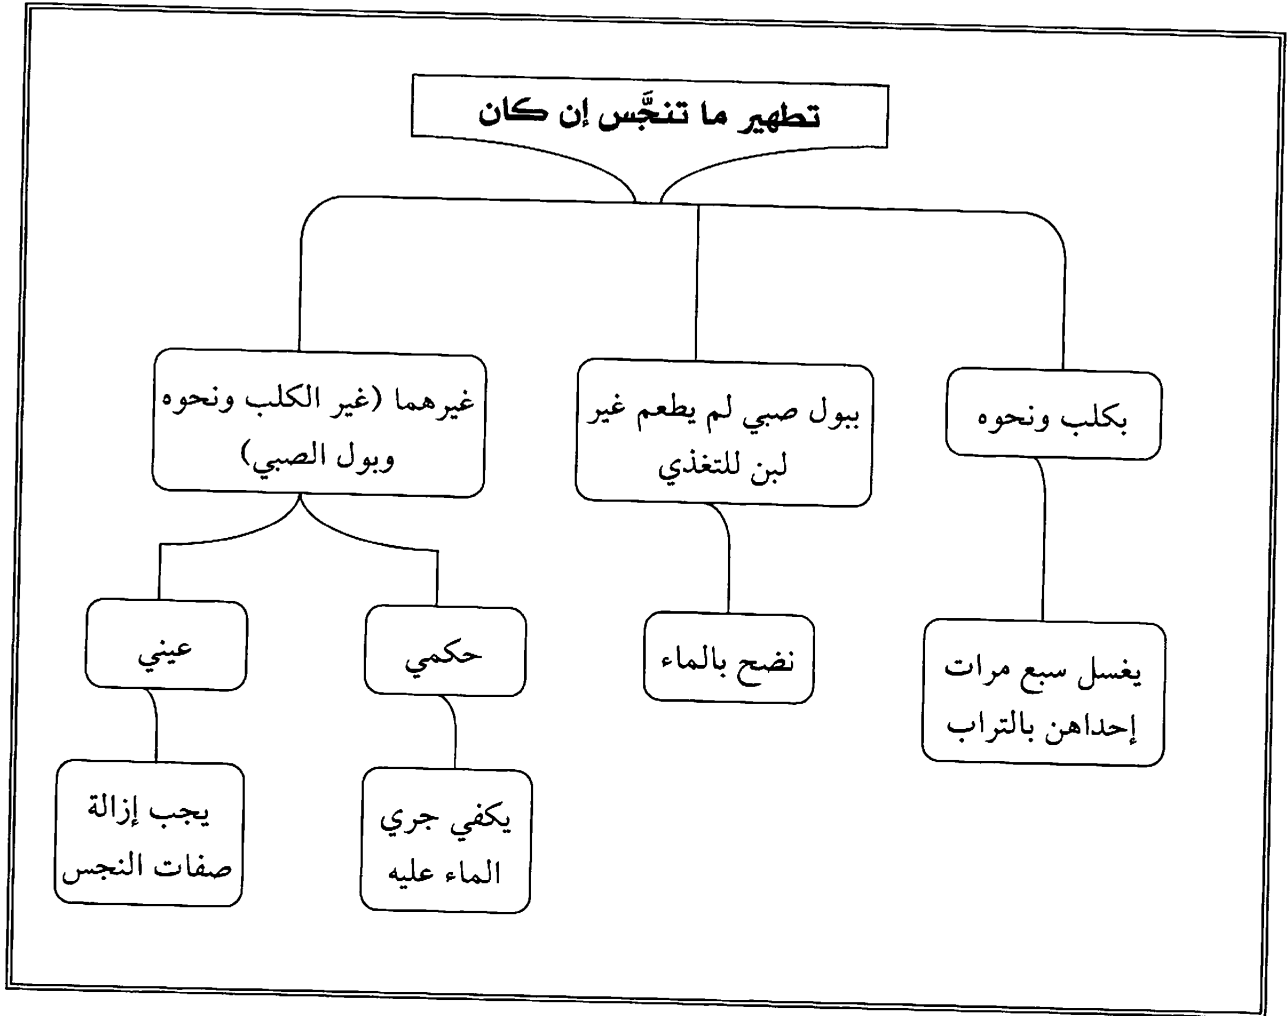 تطهير ما تنجَّس إن كان
بكلب ونحوه
ببول صبي لم يطعم غير
لبن للتغذي
غيرهما (غير الكلب ونحوه
وبول الصبي)
يغسل سبع مرات
إحداهن بالتراب
نضح بالماء
حكمي
عيني
يكفي جري
الماء عليه
يجب إزالة
صفات النجس